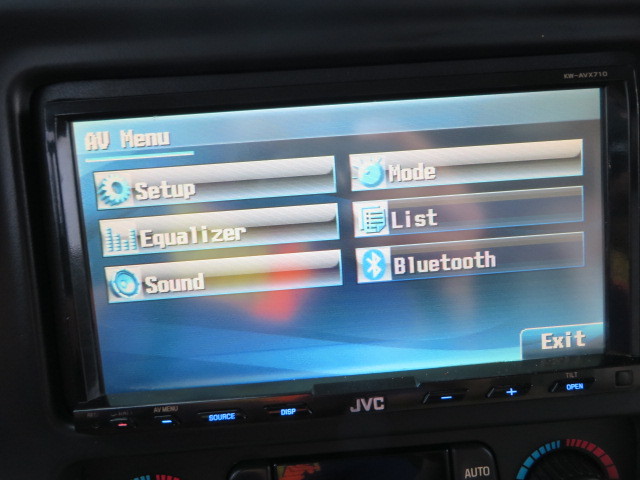 KW-AVX710
AV Menu
Setup
Mode
Equalizer
List
Sound
Bluetooth
Exit
AV MENU
SOURCE
DISP
JVC
TILT
OPEN
AUTO